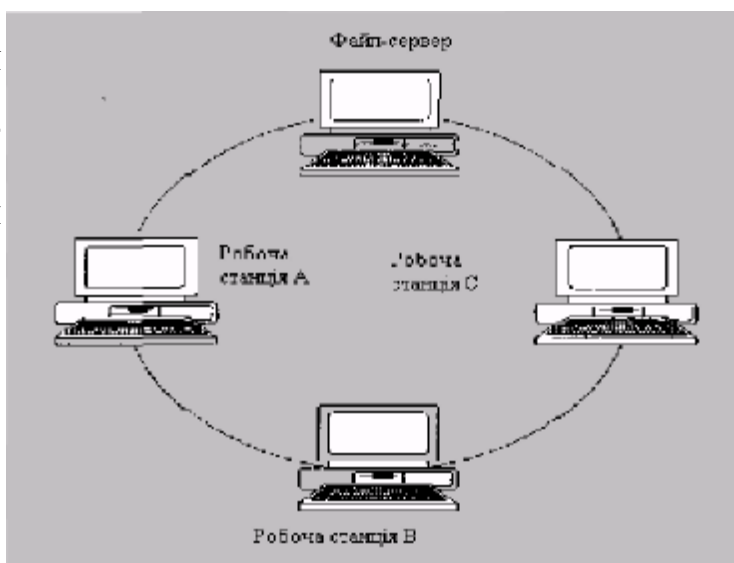 Файл-сервер
Робоча
станція А
Робоча
станція С
Робоча станція В